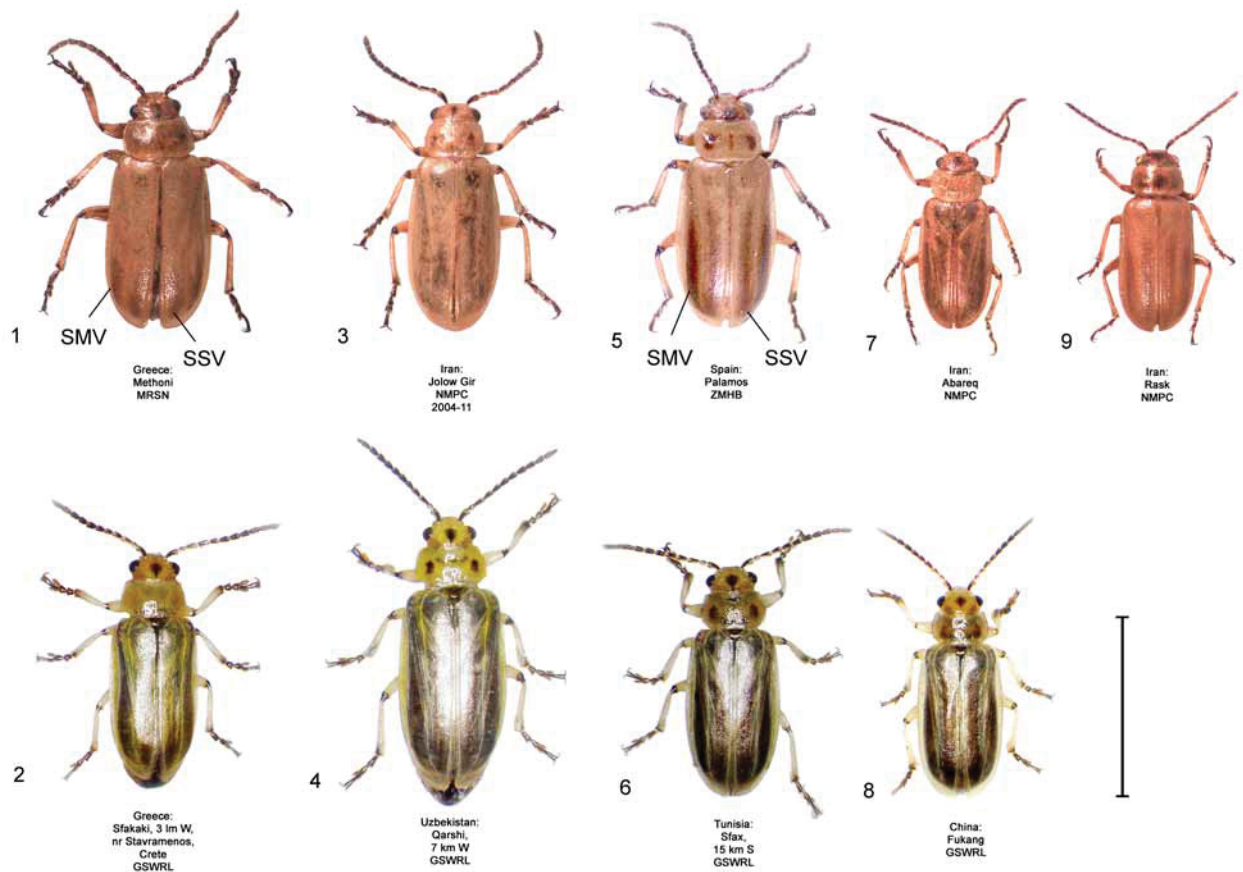 1
SMV
SSV
Greece:
Methoni
MRSN
3
Iran:
Jolow Gir
NMPC
2004-11
5
SMV
SSV
Spain:
Palamos
ZMHB
7
Iran:
Abareq
NMPC
9
Iran:
Rask
NMPC
2
Greece:
Sfakaki, 3 lm W,
nr Stavramenos,
Crete
GSWRL
4
Uzbekistan:
Qarshi,
7 km W
GSWRL
6
Tunisia:
Sfax,
15 km S
GSWRL
8
China:
Fukang
GSWRL